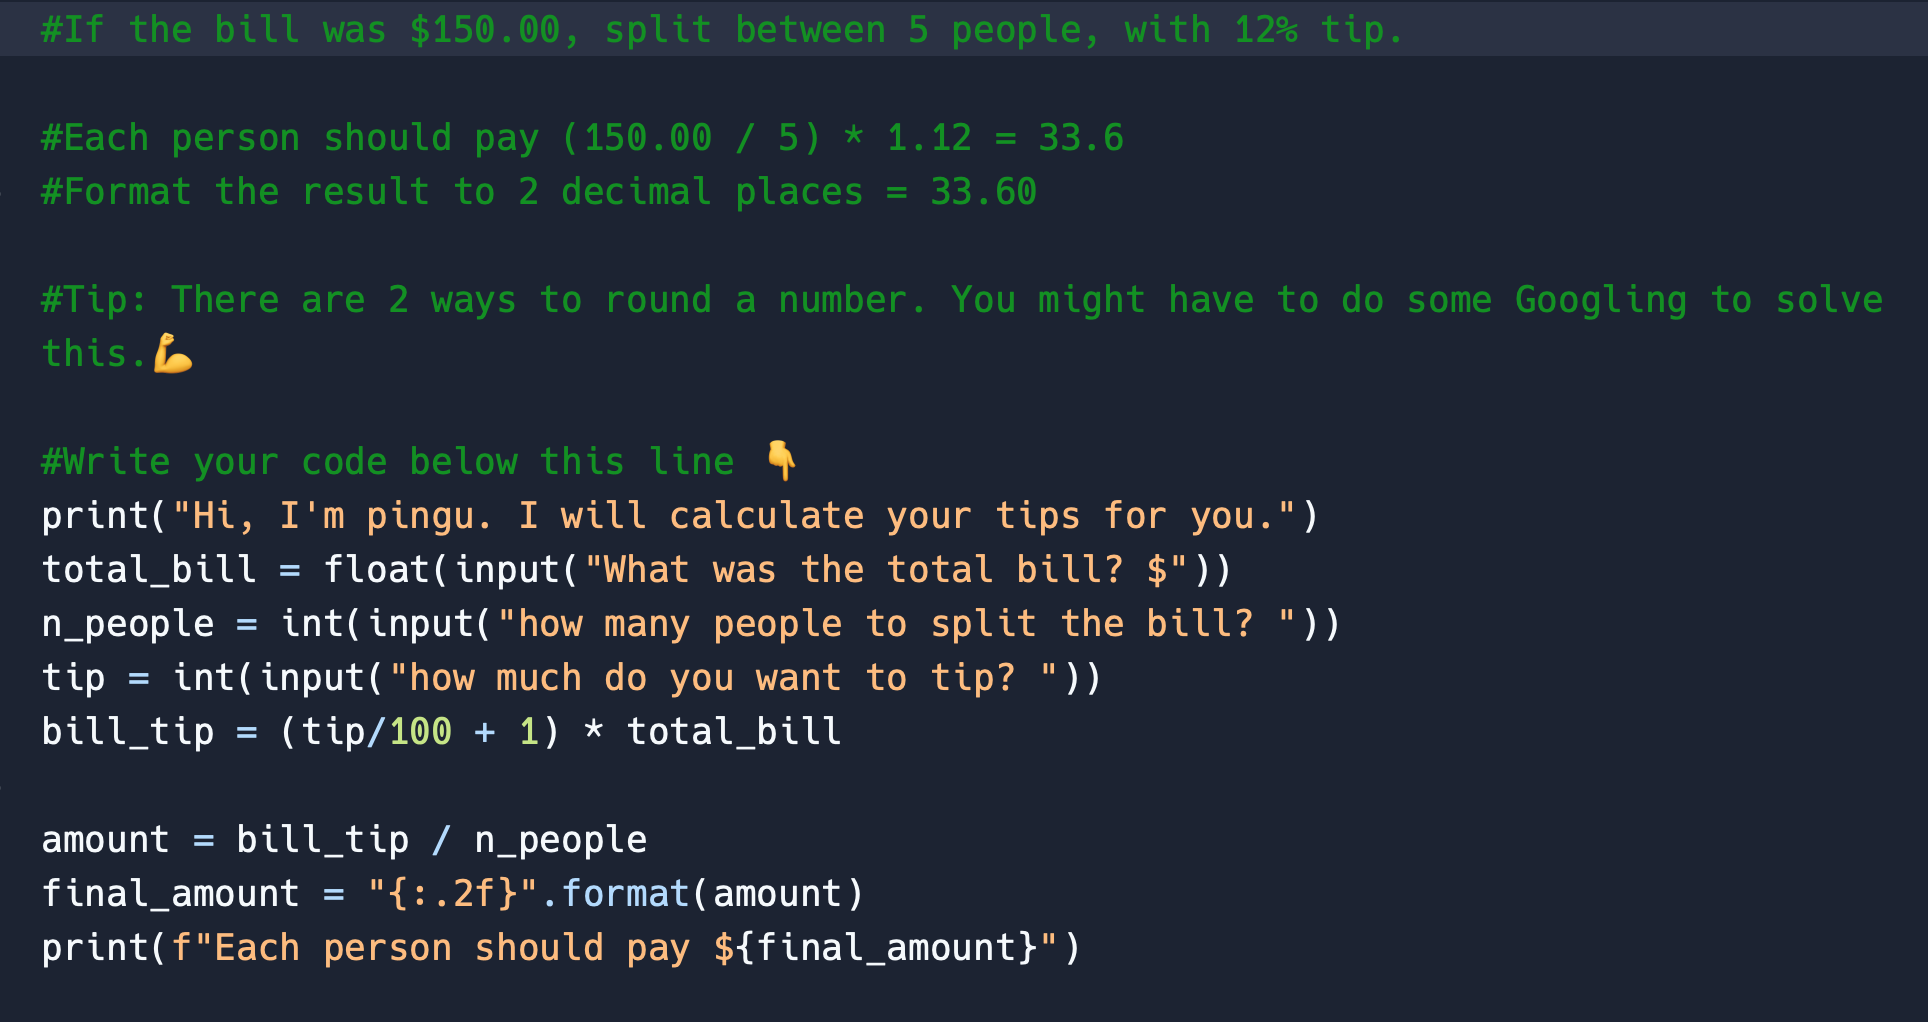 #If the bill was $150.00, split between 5 people, with 12% tip.
#Each person should pay (150.00 / 5) * 1.12 = 33.6
#Format the result to 2 decimal places = 33.60
#Tip: There are 2 ways to round a number. You might have to do some Googling to solve
this.💪
#Write your code below this line 👇
print("Hi, I'm pingu. I will calculate your tips for you.")
total_bill = float(input("What was the total bill? $"))
n_people = int(input("how many people to split the bill? "))
tip = int(input("how much do you want to tip? "))
bill_tip = (tip/100 + 1) * total_bill
amount = bill_tip / n_people
final_amount = "{:.2f}".format(amount)
print(f"Each person should pay ${final_amount}")